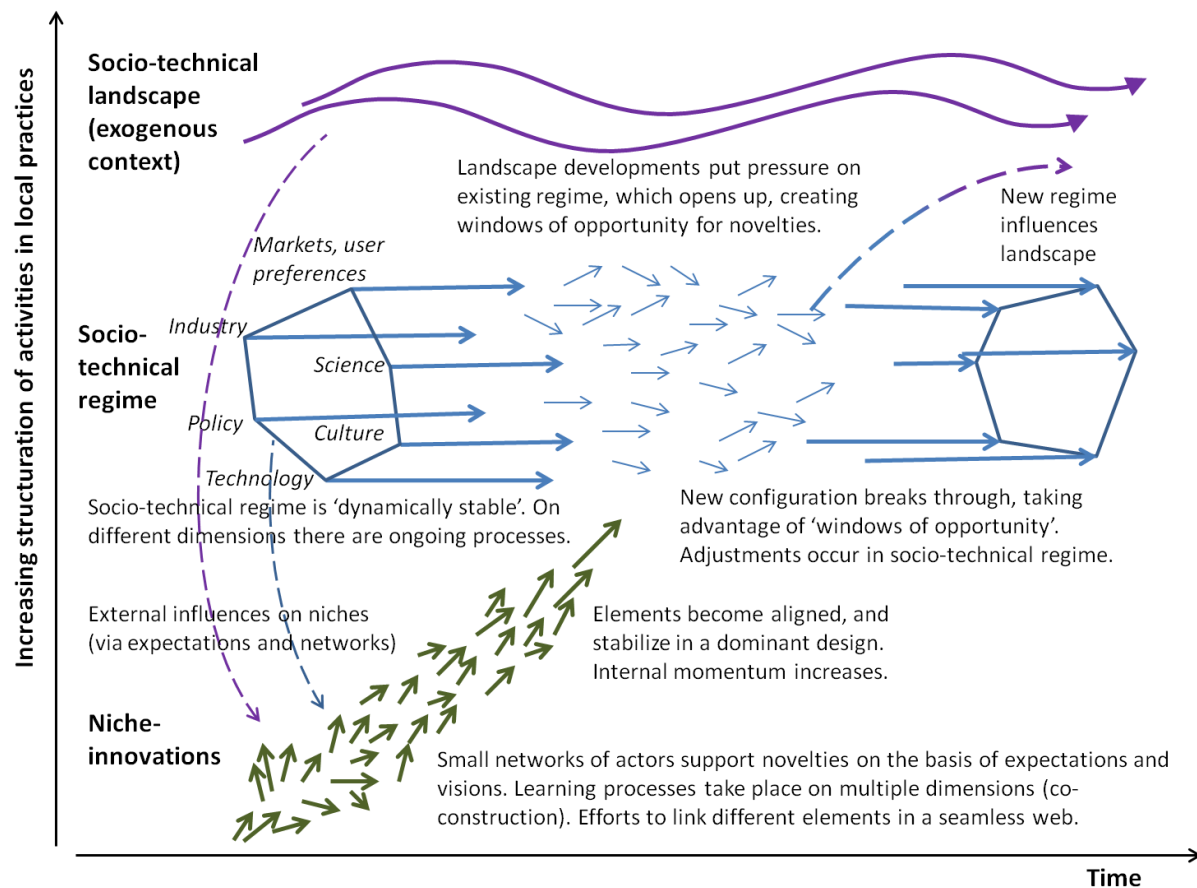 Increasing structuration of activities in local practices
Socio-technical
landscape
(exogenous
context)
Landscape developments put pressure on
existing regime, which opens up, creating
windows of opportunity for novelties.
New regime
influences
landscape
Markets, user
preferences
Industry
Socio-
technical
regime
Science
Policy
Culture
Technology
Socio-technical regime is ‘dynamically stable’. On
different dimensions there are ongoing processes.
New configuration breaks through, taking
advantage of ‘windows of opportunity’.
Adjustments occur in socio-technical regime.
External influences on niches
(via expectations and networks)
Elements become aligned, and
stabilize in a dominant design.
Internal momentum increases.
Niche-
innovations
Small networks of actors support novelties on the basis of expectations and
visions. Learning processes take place on multiple dimensions (co-
construction). Efforts to link different elements in a seamless web.
Time